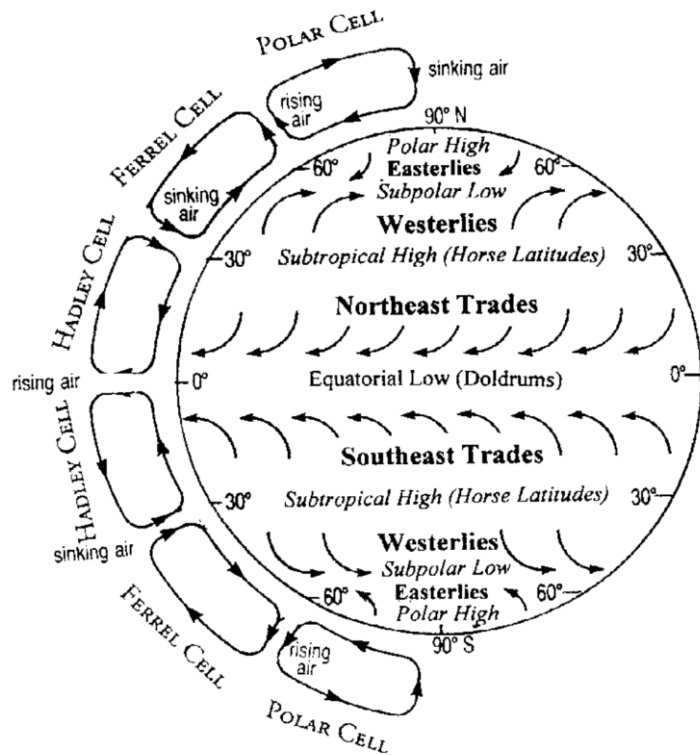 POLAR CELL
sinking air
rising
air
FERREL CELL
sinking
air
HADLEY CELL
rising air
HADLEY CELL
sinking air
FERREL CELL
rising
air
POLAR CELL
90° N
Polar High
60° Easterlies 60°
Subpolar Low
Westerlies
30° Subtropical High (Horse Latitudes) 30°
Northeast Trades
0° Equatorial Low (Doldrums) 0°
Southeast Trades
30° Subtropical High (Horse Latitudes) 30°
Westerlies
Subpolar Low
60° Easterlies 60°
Polar High
90° S